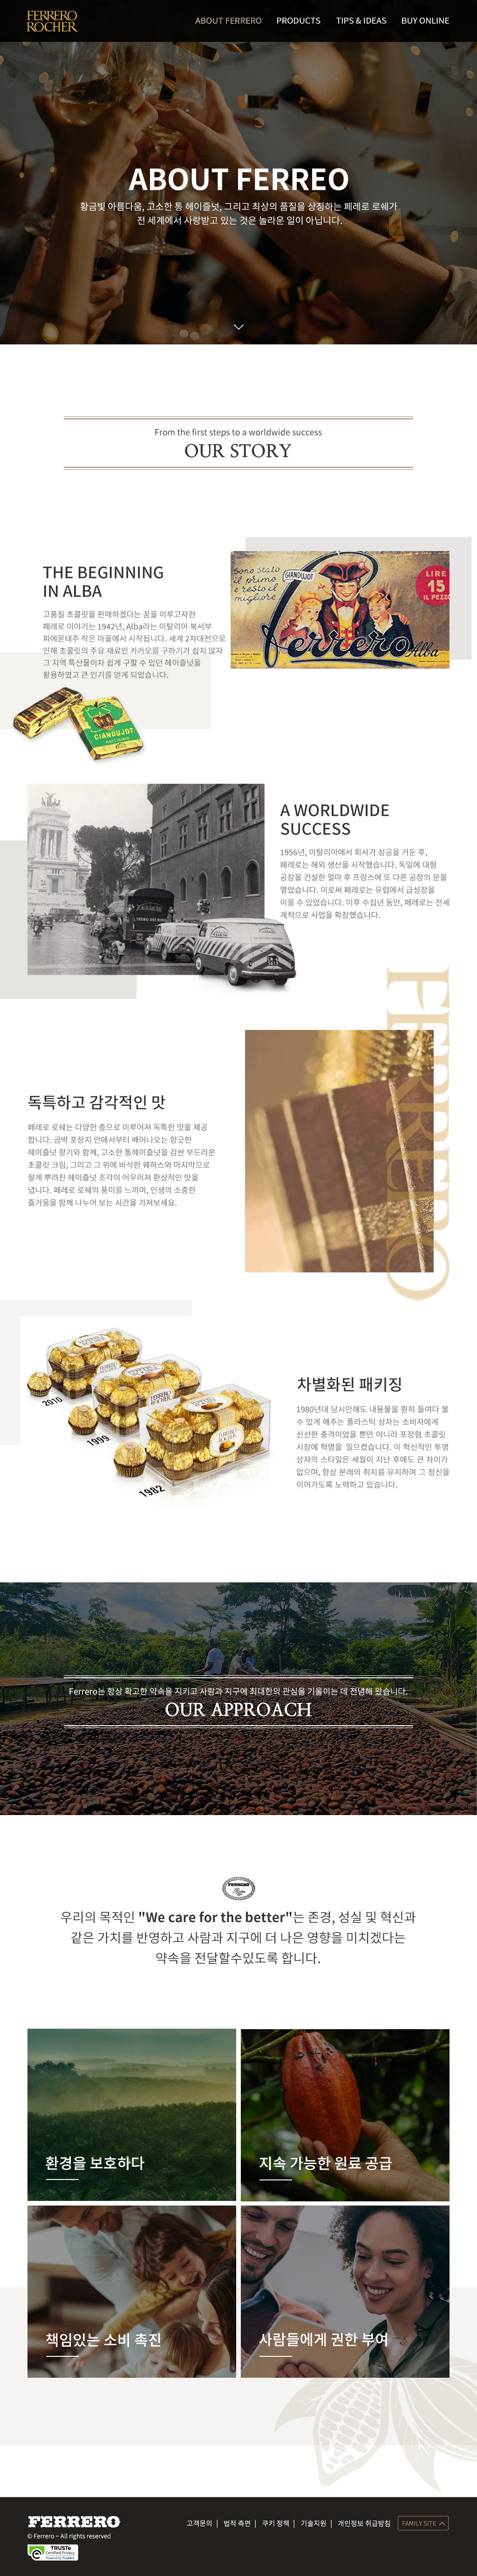 FERRERO
ROCHER
ABOUT FERRERO
PRODUCTS
TIPS & IDEAS
BUY ONLINE
ABOUT FERREO
황금빛 아름다움, 고소한 통 헤이즐넛, 그리고 최상의 품질을 상징하는 페레로 로쉐가
전 세계에서 사랑받고 있는 것은 놀라운 일이 아닙니다.
From the first steps to a worldwide success
OUR STORY
THE BEGINNING
IN ALBA
고품질 초콜릿을 판매하겠다는 꿈을 이루고자한
페레로 이야기는 1942년, Alba라는 이탈리아 북서부
피에몬테주 작은 마을에서 시작됩니다. 세계 2차대전으로
인해 초콜릿의 주요 재료인 카카오를 구하기가 쉽지 않자
그 지역 특산물이자 쉽게 구할 수 있던 헤이즐넛을
활용하였고 큰 인기를 얻게 되었습니다.
Sono stato
il primo
e resto il
migliore
GIANDUJOT
LIRE
15
IL PEZZO
Ferrero
Alba
GIANDUJOT
A WORLDWIDE
SUCCESS
1956년, 이탈리아에서 회사가 성공을 거둔 후,
페레로는 해외 생산을 시작했습니다. 독일에 대형
공장을 건설한 얼마 후 프랑스에 또 다른 공장의 문을
열었습니다. 이로써 페레로는 유럽에서 급성장을
이룰 수 있었습니다. 이후 수십년 동안, 페레로는 전세
계적으로 사업을 확장했습니다.
FERRERO
독특하고 감각적인 맛
페레로 로쉐는 다양한 층으로 이루어져 독특한 맛을 제공
합니다. 금박 포장지 안에서부터 배어나오는 향긋한
헤이즐넛 향기와 함께, 고소한 통헤이즐넛을 감싼 부드러운
초콜릿 크림, 그리고 그 위에 바삭한 웨하스와 마지막으로
잘게 뿌려진 헤이즐넛 조각이 어우러져 환상적인 맛을
냅니다. 페레로 로쉐의 풍미를 느끼며, 인생의 소중한
즐거움을 함께 나누어 보는 시간을 가져보세요.
2010
1999
1982
차별화된 패키징
1980년대 당시만해도 내용물을 훤히 들여다 볼
수 있게 해주는 플라스틱 상자는 소비자에게
신선한 충격이었을 뿐만 아니라 포장형 초콜릿
시장에 혁명을 일으켰습니다. 이 혁신적인 투명
상자의 스타일은 세월이 지난 후에도 큰 차이가
없으며, 항상 본래의 취지를 유지하며 그 정신을
이어가도록 노력하고 있습니다.
Ferrero는 항상 확고한 약속을 지키고 사람과 지구에 최대한의 관심을 기울이는 데 전념해 왔습니다.
OUR APPROACH
FERRERO
우리의 목적인 "We care for the better"는 존경, 성실 및 혁신과
같은 가치를 반영하고 사람과 지구에 더 나은 영향을 미치겠다는
약속을 전달할수있도록 합니다.
환경을 보호하다
지속 가능한 원료 공급
책임있는 소비 촉진
사람들에게 권한 부여
FERRERO
© Ferrero – All rights reserved
TRUSTe
Certified Privacy
고객문의 | 법적 측면 | 쿠키 정책 | 기술지원 | 개인정보 취급방침
FAMILY SITE